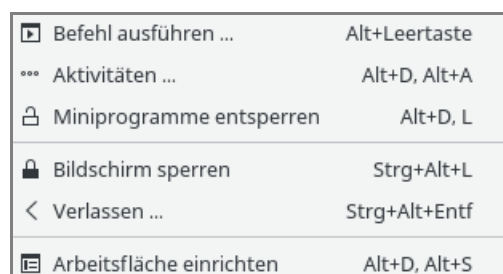 Befehl ausführen ... Alt+Leertaste
Aktivitäten ... Alt+D, Alt+A
Miniprogramme entsperren Alt+D, L
Bildschirm sperren Strg+Alt+L
Verlassen ... Strg+Alt+Entf
Arbeitsfläche einrichten Alt+D, Alt+S